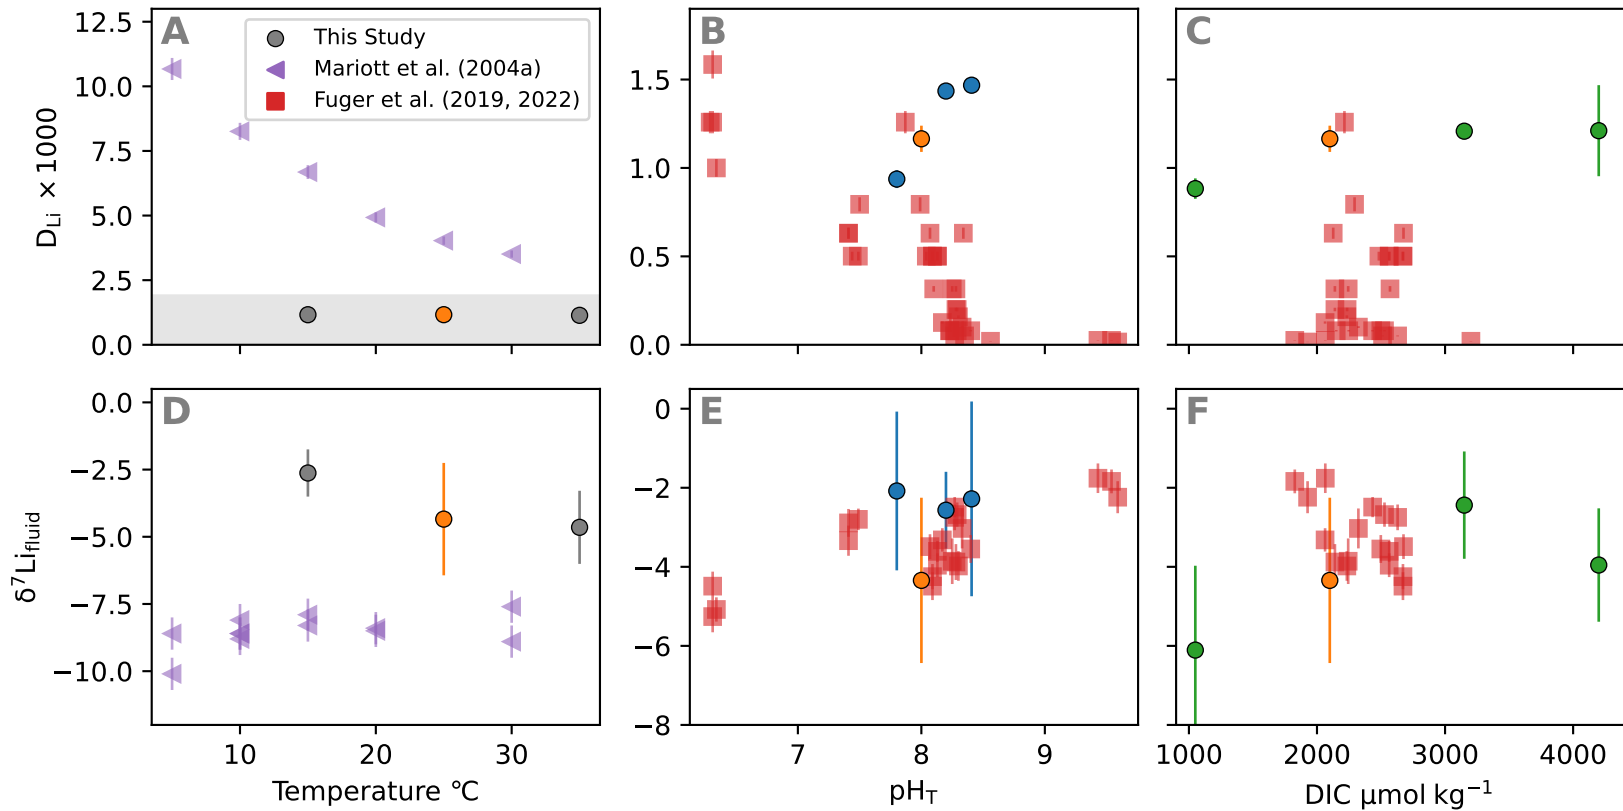 A
This Study
Mariott et al. (2004a)
Fuger et al. (2019, 2022)
12.5
10.0
7.5
5.0
2.5
0.0
D_Li × 1000
B
1.5
1.0
0.5
0.0
7 8 9
C
D
0.0
−2.5
−5.0
−7.5
−10.0
δ⁷Li_fluid
10 20 30
Temperature °C
E
0
−2
−4
−6
−8
7 8 9
pH_T
F
1000 2000 3000 4000
DIC μmol kg⁻¹